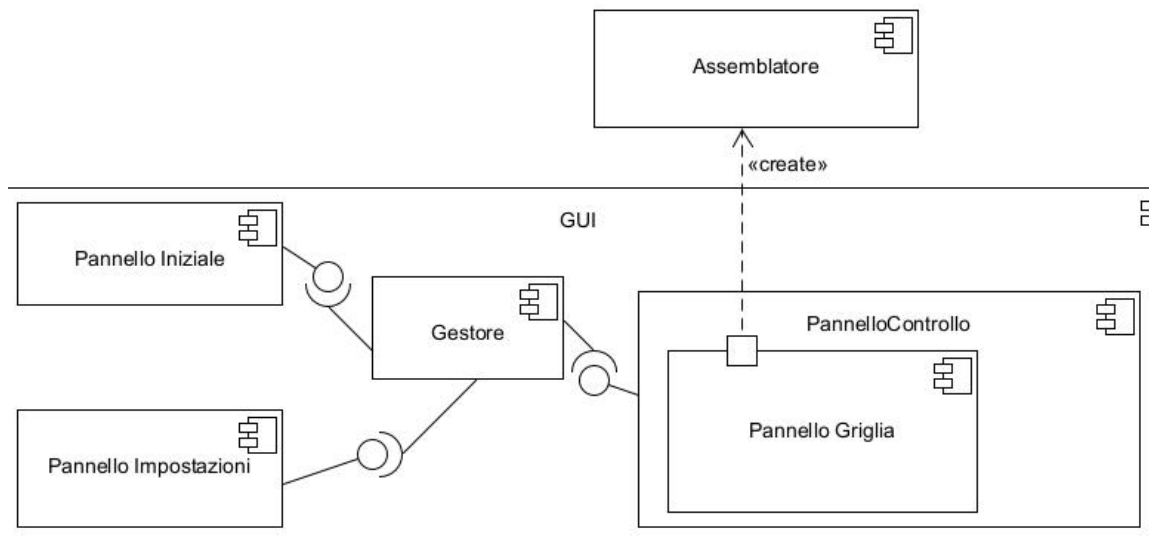 Assemblatore
«create»
GUI
Pannello Iniziale
Gestore
PannelloControllo
Pannello Griglia
Pannello Impostazioni